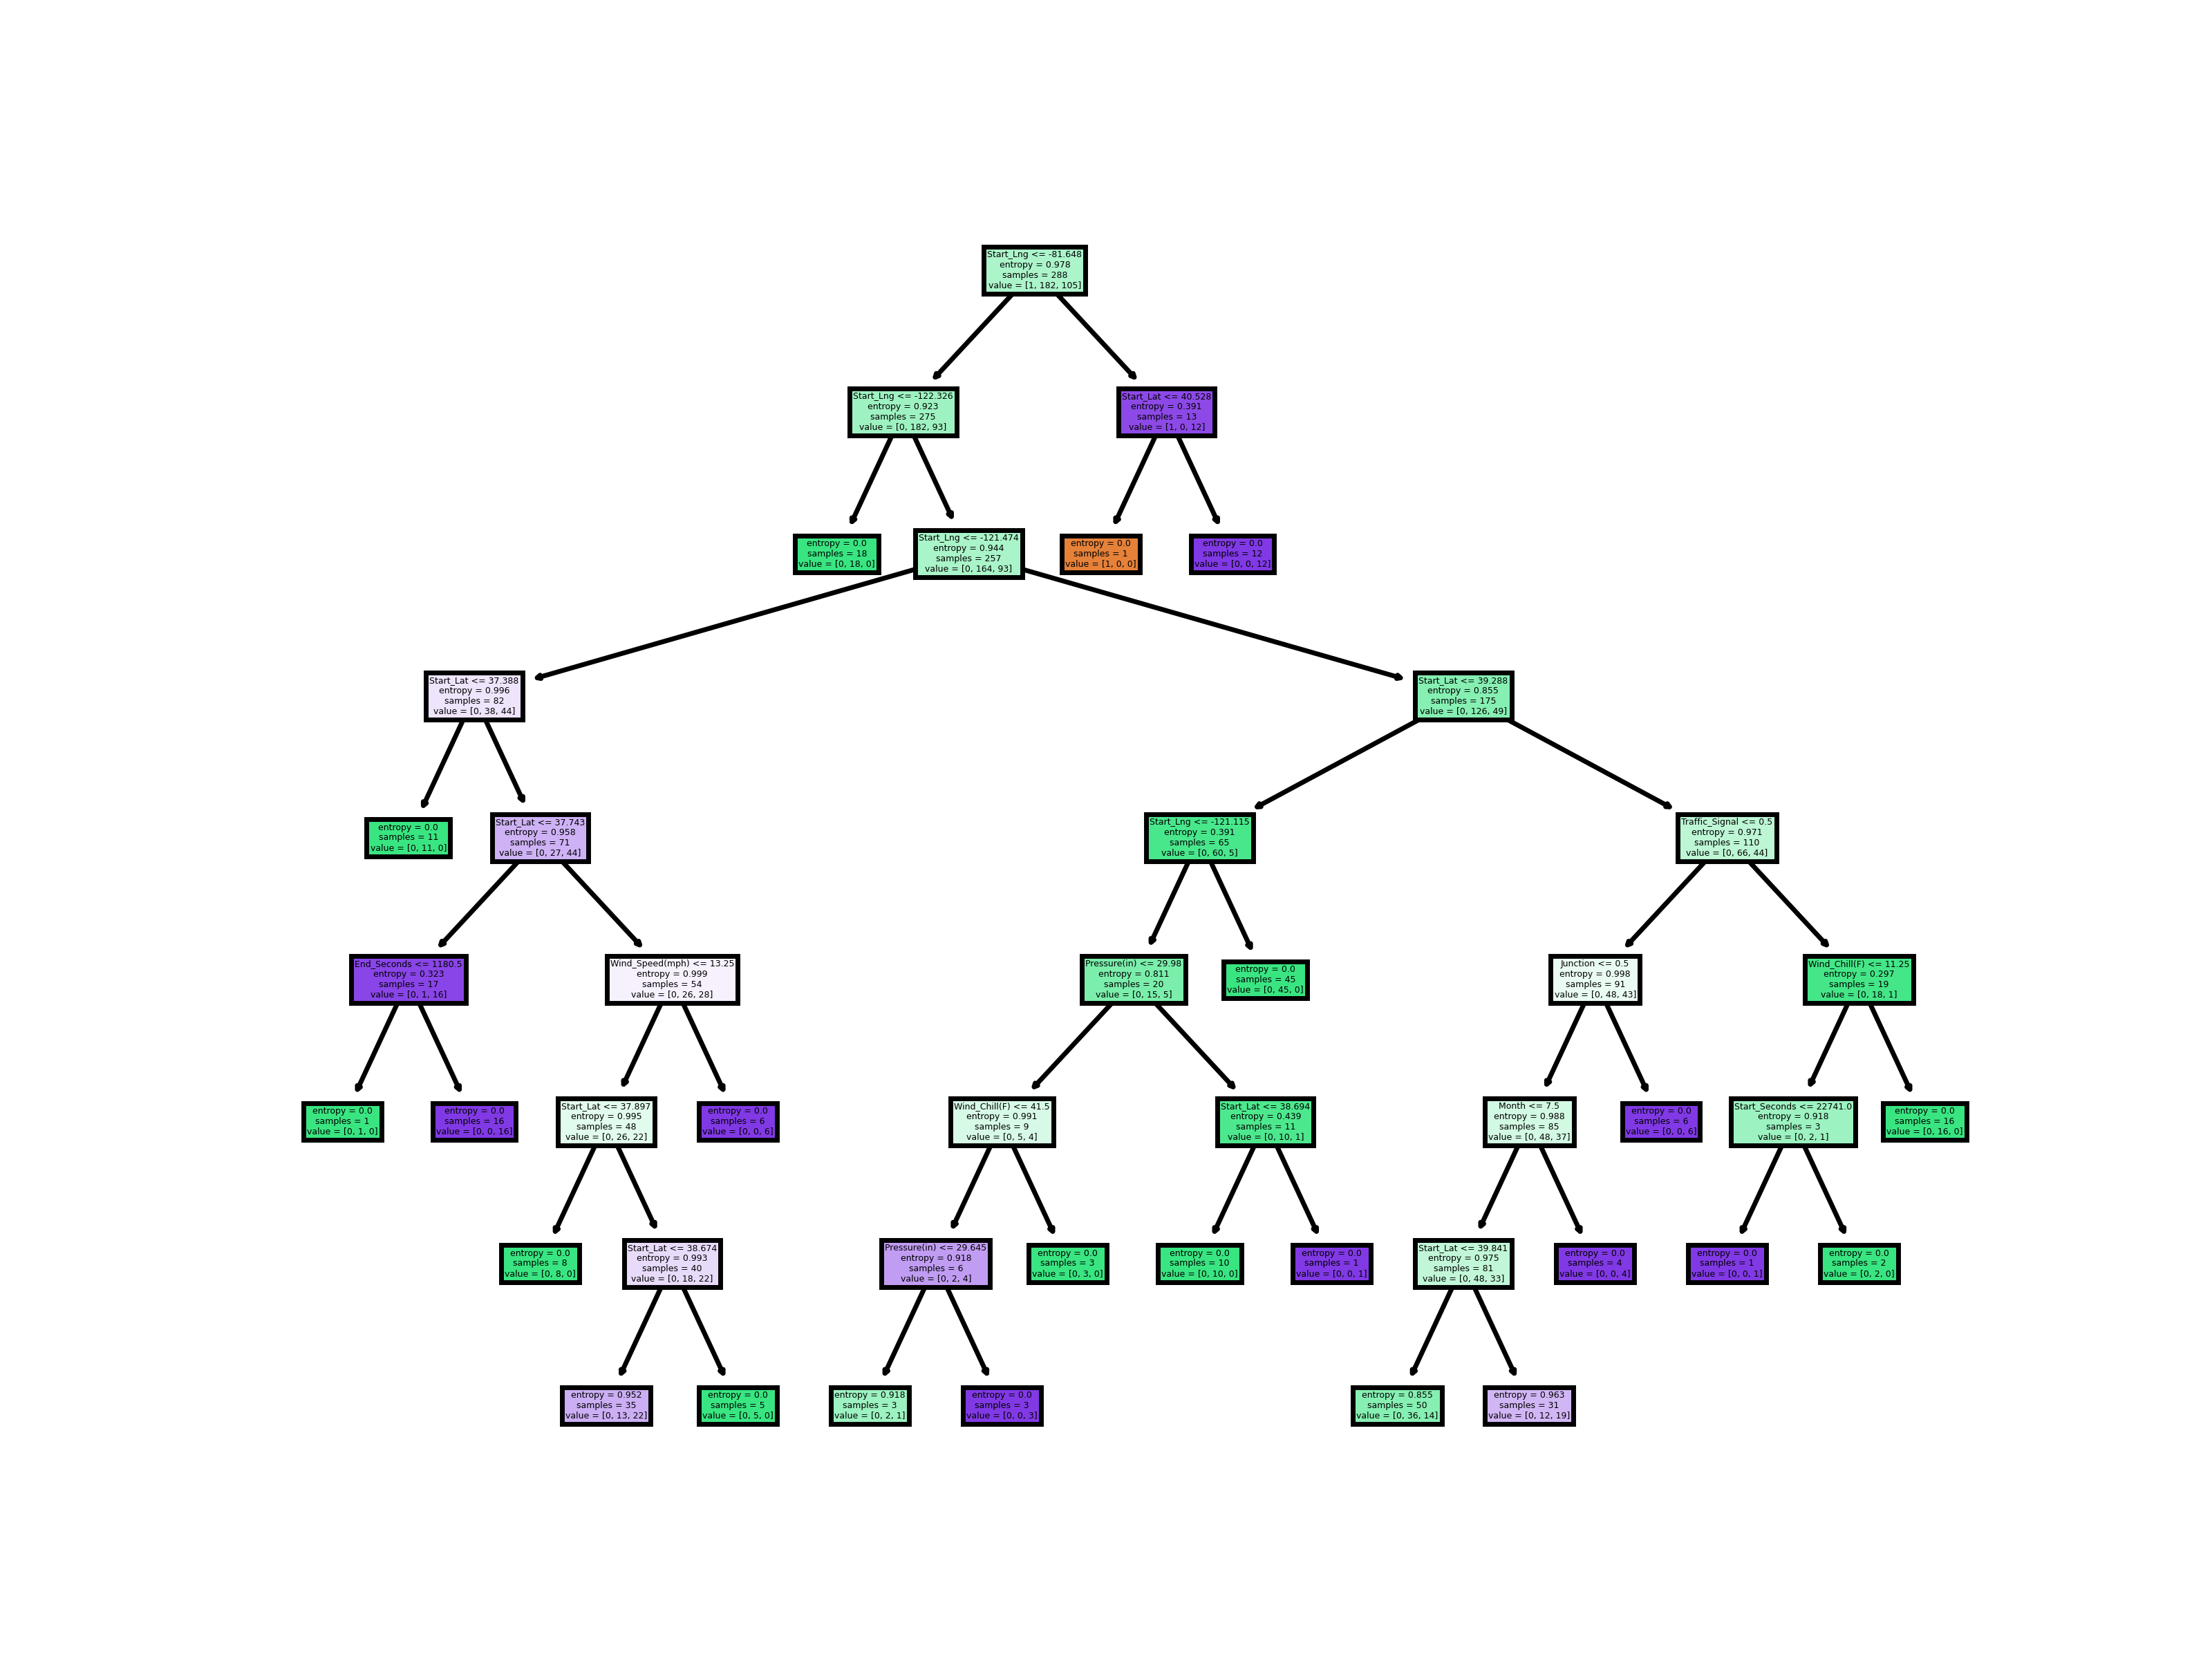 Start_Lng <= -81.648
entropy = 0.978
samples = 288
value = [1, 182, 105]
Start_Lng <= -122.326
entropy = 0.923
samples = 275
value = [0, 182, 93]
Start_Lat <= 40.528
entropy = 0.391
samples = 13
value = [1, 0, 12]
entropy = 0.0
samples = 18
value = [0, 18, 0]
Start_Lng <= -121.474
entropy = 0.944
samples = 257
value = [0, 164, 93]
entropy = 0.0
samples = 1
value = [1, 0, 0]
entropy = 0.0
samples = 12
value = [0, 0, 12]
Start_Lat <= 37.388
entropy = 0.996
samples = 82
value = [0, 38, 44]
Start_Lat <= 39.288
entropy = 0.855
samples = 175
value = [0, 126, 49]
entropy = 0.0
samples = 11
value = [0, 11, 0]
Start_Lat <= 37.743
entropy = 0.958
samples = 71
value = [0, 27, 44]
Start_Lng <= -121.115
entropy = 0.391
samples = 65
value = [0, 60, 5]
Traffic_Signal <= 0.5
entropy = 0.971
samples = 110
value = [0, 66, 44]
End_Seconds <= 1180.5
entropy = 0.323
samples = 17
value = [0, 1, 16]
Wind_Speed(mph) <= 13.25
entropy = 0.999
samples = 54
value = [0, 26, 28]
Pressure(in) <= 29.98
entropy = 0.811
samples = 20
value = [0, 15, 5]
entropy = 0.0
samples = 45
value = [0, 45, 0]
Junction <= 0.5
entropy = 0.998
samples = 91
value = [0, 48, 43]
Wind_Chill(F) <= 11.25
entropy = 0.297
samples = 19
value = [0, 18, 1]
entropy = 0.0
samples = 1
value = [0, 1, 0]
entropy = 0.0
samples = 16
value = [0, 0, 16]
Start_Lat <= 37.897
entropy = 0.995
samples = 48
value = [0, 26, 22]
entropy = 0.0
samples = 6
value = [0, 0, 6]
Wind_Chill(F) <= 41.5
entropy = 0.991
samples = 9
value = [0, 5, 4]
Start_Lat <= 38.694
entropy = 0.439
samples = 11
value = [0, 10, 1]
Month <= 7.5
entropy = 0.988
samples = 85
value = [0, 48, 37]
entropy = 0.0
samples = 6
value = [0, 0, 6]
Start_Seconds <= 22741.0
entropy = 0.918
samples = 3
value = [0, 2, 1]
entropy = 0.0
samples = 16
value = [0, 16, 0]
entropy = 0.0
samples = 8
value = [0, 8, 0]
Start_Lat <= 38.674
entropy = 0.993
samples = 40
value = [0, 18, 22]
Pressure(in) <= 29.645
entropy = 0.918
samples = 6
value = [0, 2, 4]
entropy = 0.0
samples = 3
value = [0, 3, 0]
entropy = 0.0
samples = 10
value = [0, 10, 0]
entropy = 0.0
samples = 1
value = [0, 0, 1]
Start_Lat <= 39.841
entropy = 0.975
samples = 81
value = [0, 48, 33]
entropy = 0.0
samples = 4
value = [0, 0, 4]
entropy = 0.0
samples = 1
value = [0, 0, 1]
entropy = 0.0
samples = 2
value = [0, 2, 0]
entropy = 0.952
samples = 35
value = [0, 13, 22]
entropy = 0.0
samples = 5
value = [0, 5, 0]
entropy = 0.918
samples = 3
value = [0, 2, 1]
entropy = 0.0
samples = 3
value = [0, 0, 3]
entropy = 0.855
samples = 50
value = [0, 36, 14]
entropy = 0.963
samples = 31
value = [0, 12, 19]